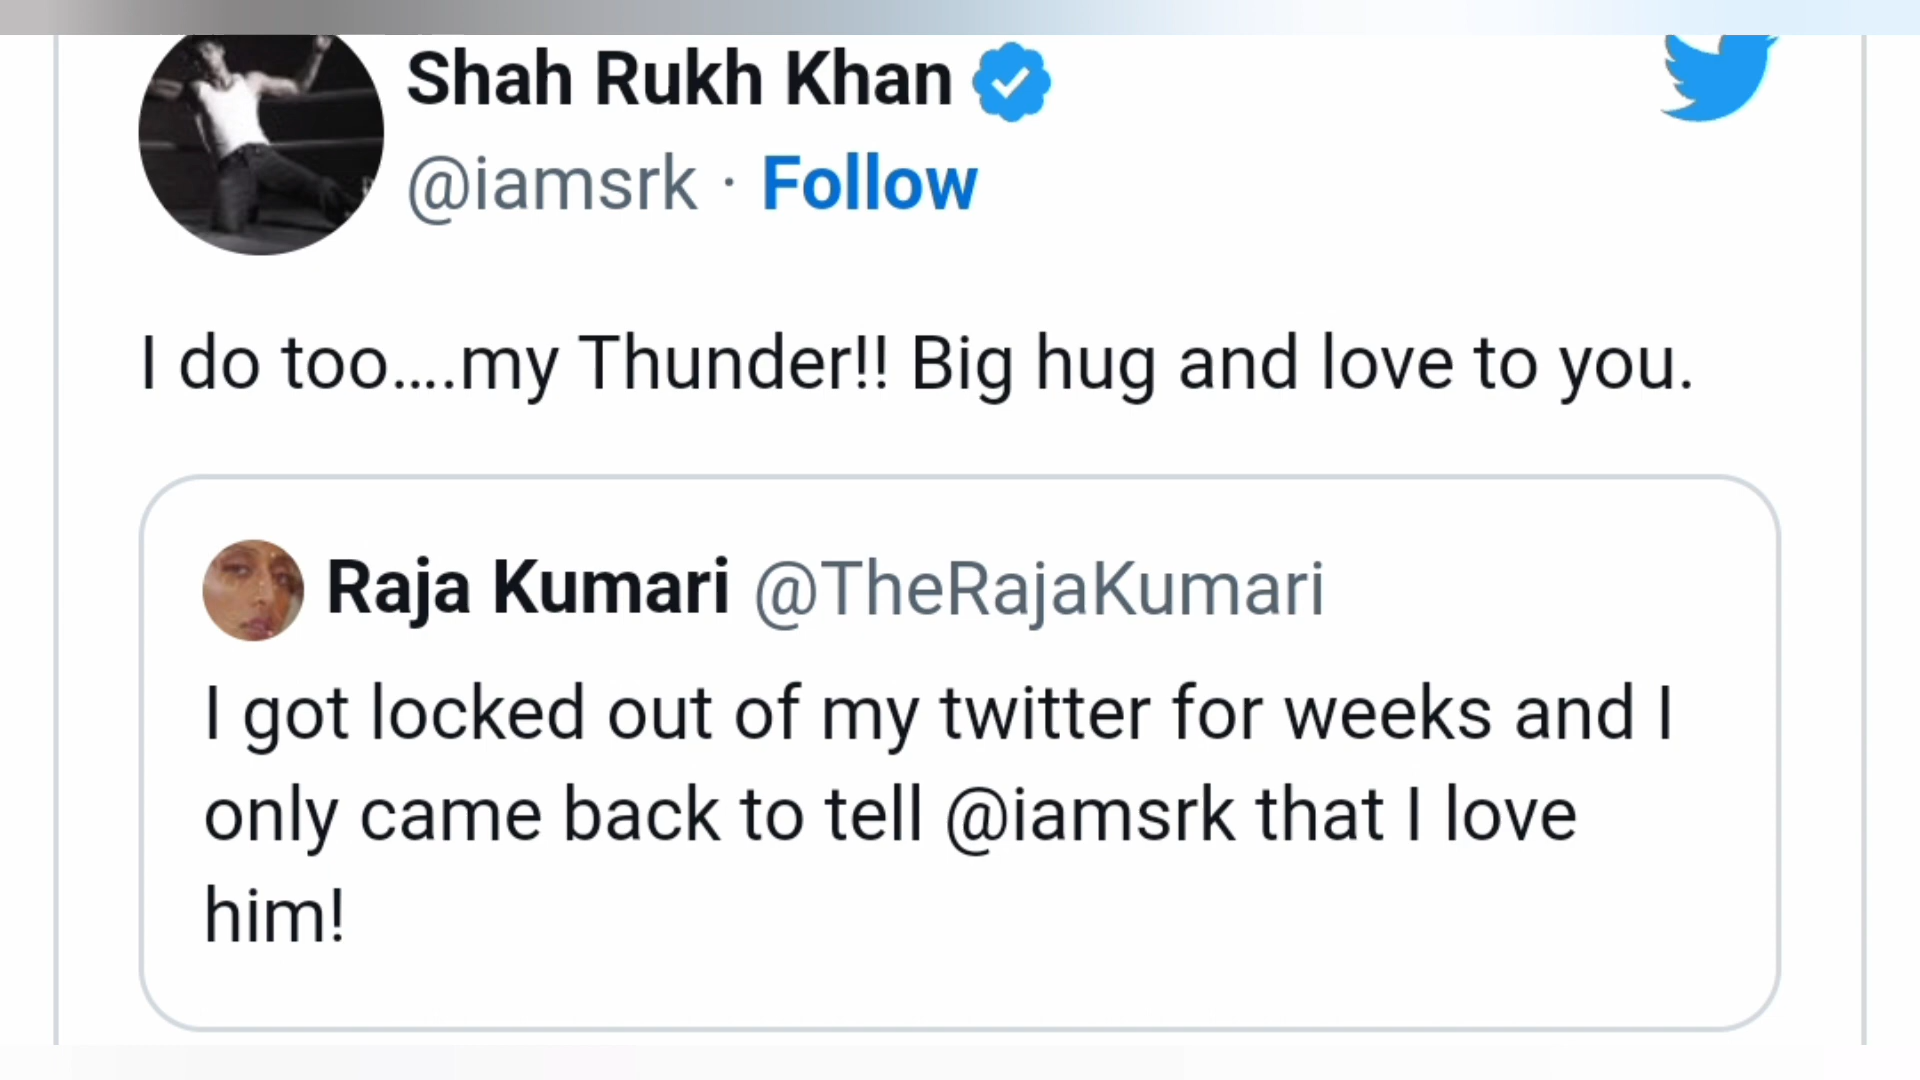 Shah Rukh Khan
@iamsrk · Follow
I do too....my Thunder!! Big hug and love to you.
Raja Kumari @TheRajaKumari
I got locked out of my twitter for weeks and I
only came back to tell @iamsrk that I love
him!